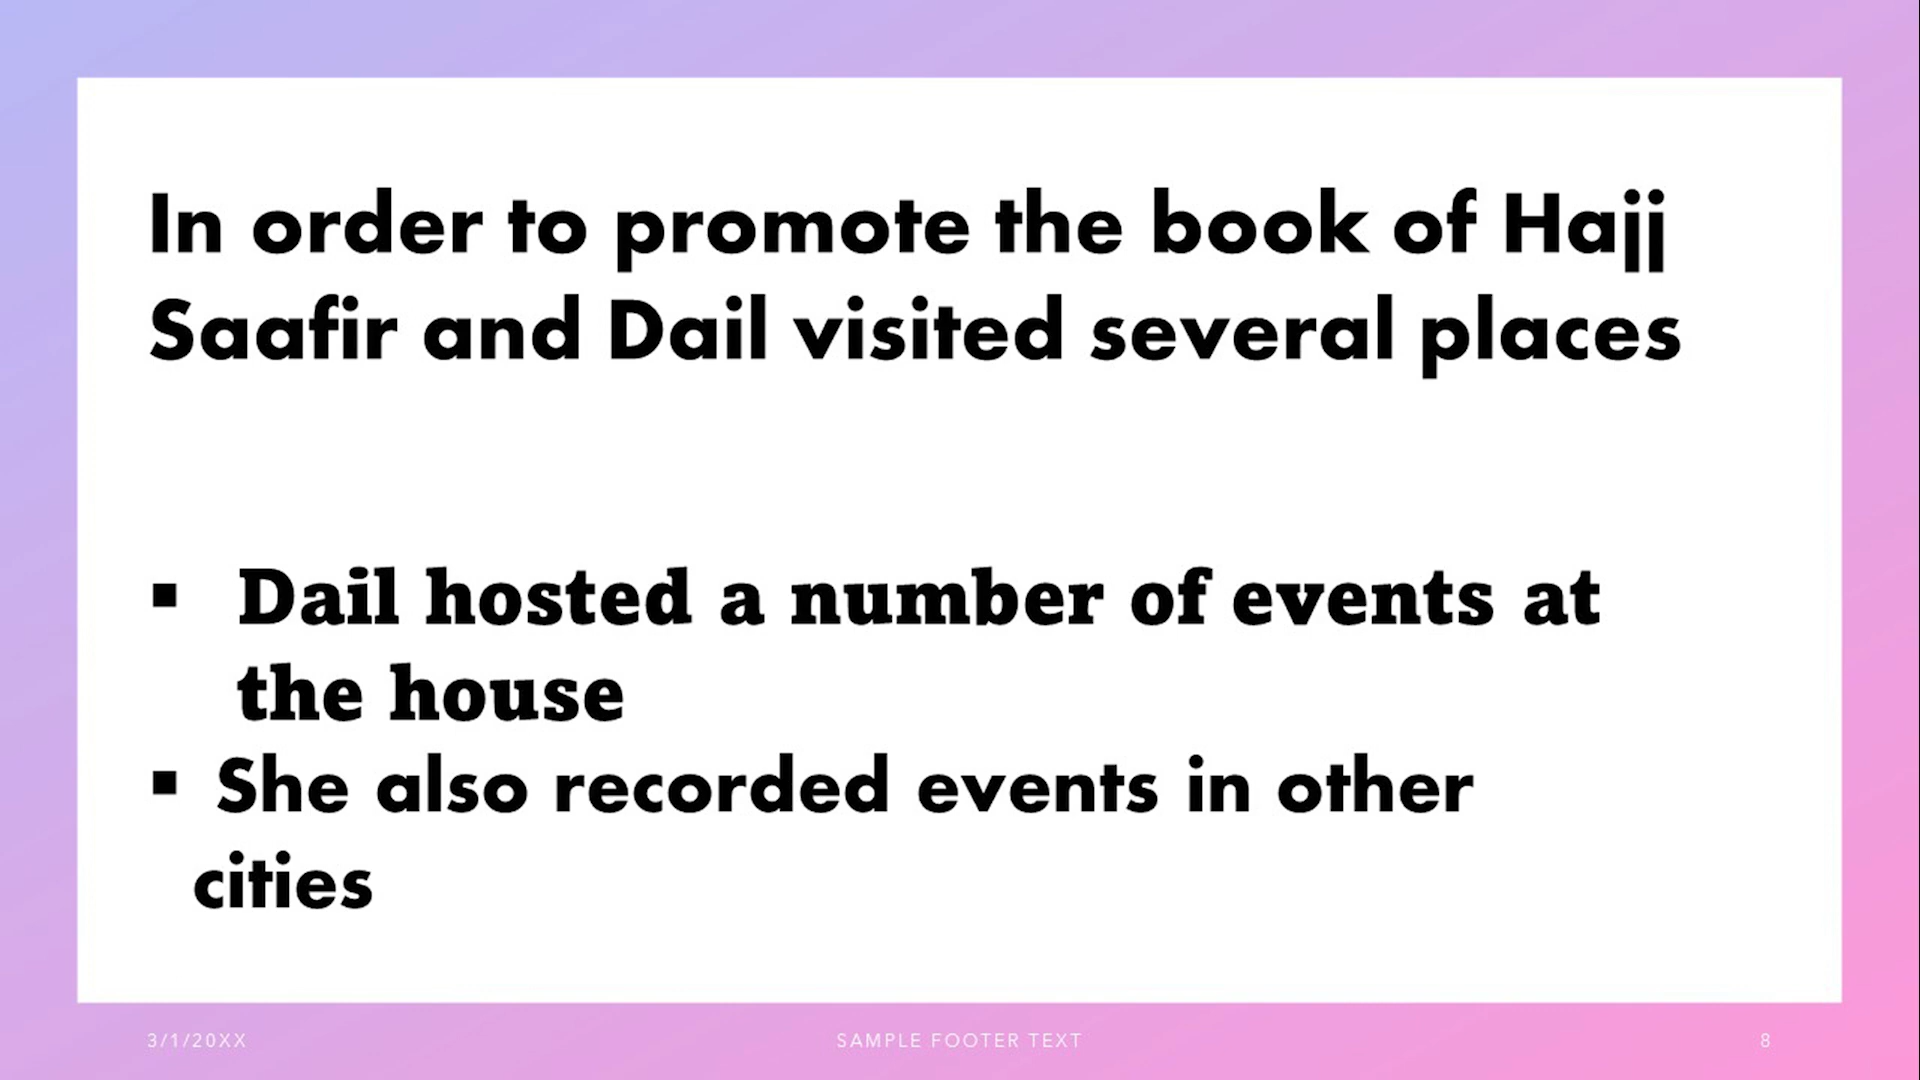 In order to promote the book of Hajj
Saafir and Dail visited several places
▪ Dail hosted a number of events at
the house
▪ She also recorded events in other
cities
3/1/20XX
SAMPLE FOOTER TEXT
8